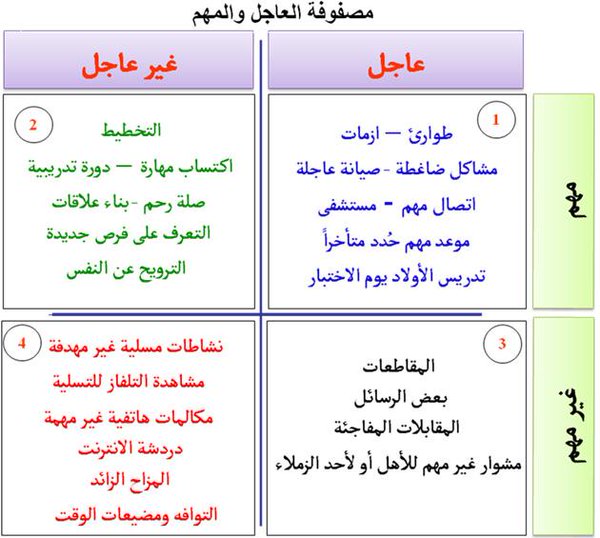 مصفوفة العاجل والمهم
عاجل
غير عاجل
مهم
1
طوارئ – ازمات
مشاكل ضاغطة - صيانة عاجلة
اتصال مهم - مستشفى
موعد مهم حُدد متأخراً
تدريس الأولاد يوم الاختبار
2
التخطيط
اكتساب مهارة – دورة تدريبية
صلة رحم - بناء علاقات
التعرف على فرص جديدة
الترويح عن النفس
غير مهم
3
المقاطعات
بعض الرسائل
المقابلات المفاجئة
مشوار غير مهم للأهل أو لأحد الزملاء
4
نشاطات مسلية غير مهدفة
مشاهدة التلفاز للتسلية
مكالمات هاتفية غير مهمة
دردشة الانترنت
المزاح الزائد
التوافه ومضيعات الوقت